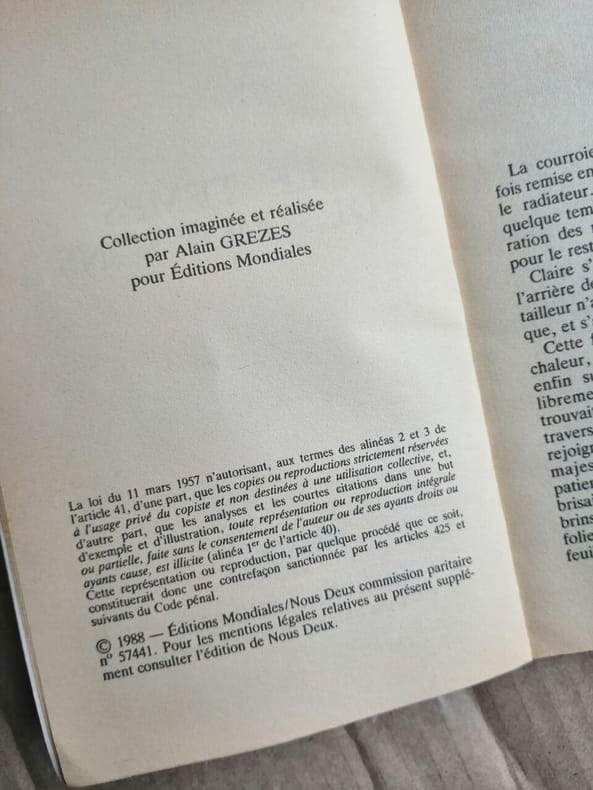 Collection imaginée et réalisée
par Alain GREZES
pour Éditions Mondiales
La loi du 11 mars 1957 n'autorisant, aux termes des alinéas 2 et 3 de
l'article 41, d'une part, que les copies ou reproductions strictement réservées
à l'usage privé du copiste et non destinées à une utilisation collective, et,
d'autre part, que les analyses et les courtes citations dans une but
d'exemple et d'illustration, toute représentation ou reproduction intégrale
ou partielle, faite sans le consentement de l'auteur ou de ses ayants droits ou
ayants cause, est illicite (alinéa 1er de l'article 40).
Cette représentation ou reproduction, par quelque procédé que ce soit,
constituerait donc une contrefaçon sanctionnée par les articles 425 et
suivants du Code pénal.
© 1988 — Éditions Mondiales/Nous Deux commission paritaire
n° 57441. Pour les mentions légales relatives au présent supplé-
ment consulter l'édition de Nous Deux.
La courroie
fois remise en
le radiateur.
quelque tem
ration des
pour le rest
Claire s'
l'arrière de
tailleur n'a
que, et s'
Cette
chaleur,
enfin su
libreme
trouvai
travers
rejoign
majes
patien
brisai
brins
folie
feui